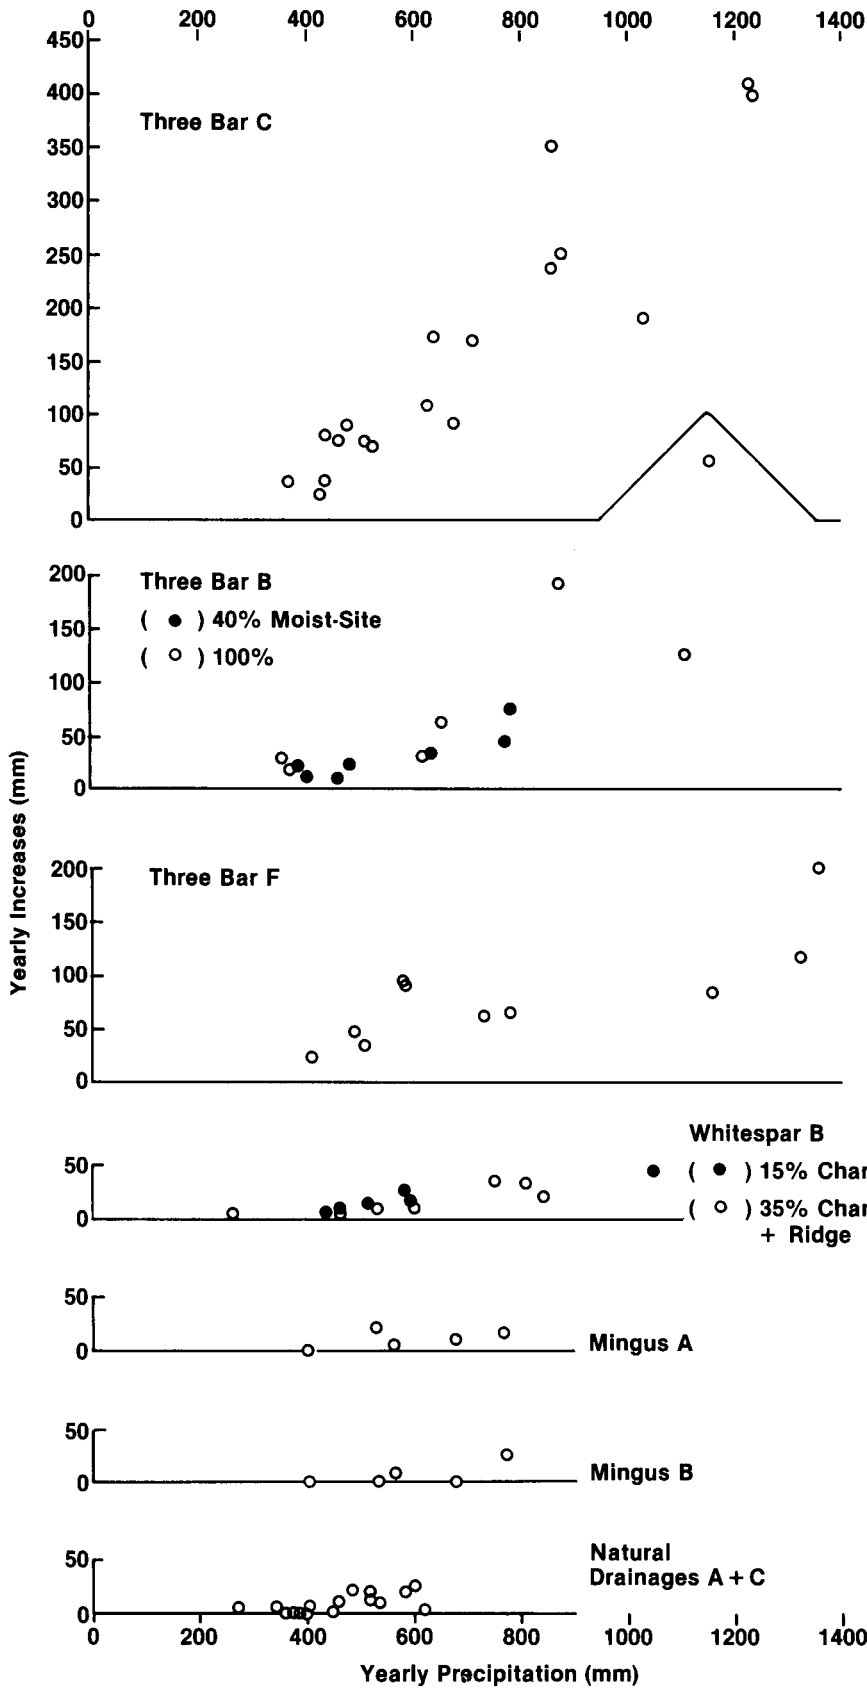 0 200 400 600 800 1000 1200 1400
450
400
Three Bar C
350
300
250
200
150
100
50
0
200
Three Bar B
( ) 40% Moist-Site
150
( ) 100%
100
50
0
Yearly Increases (mm)
200
Three Bar F
150
100
50
0
Whitespar B
50
( ) 15% Chap
( ) 35% Chap
0
+ Ridge
50
0
Mingus A
50
0
Mingus B
50
Natural
Drainages A + C
0
0 200 400 600 800 1000 1200 1400
Yearly Precipitation (mm)